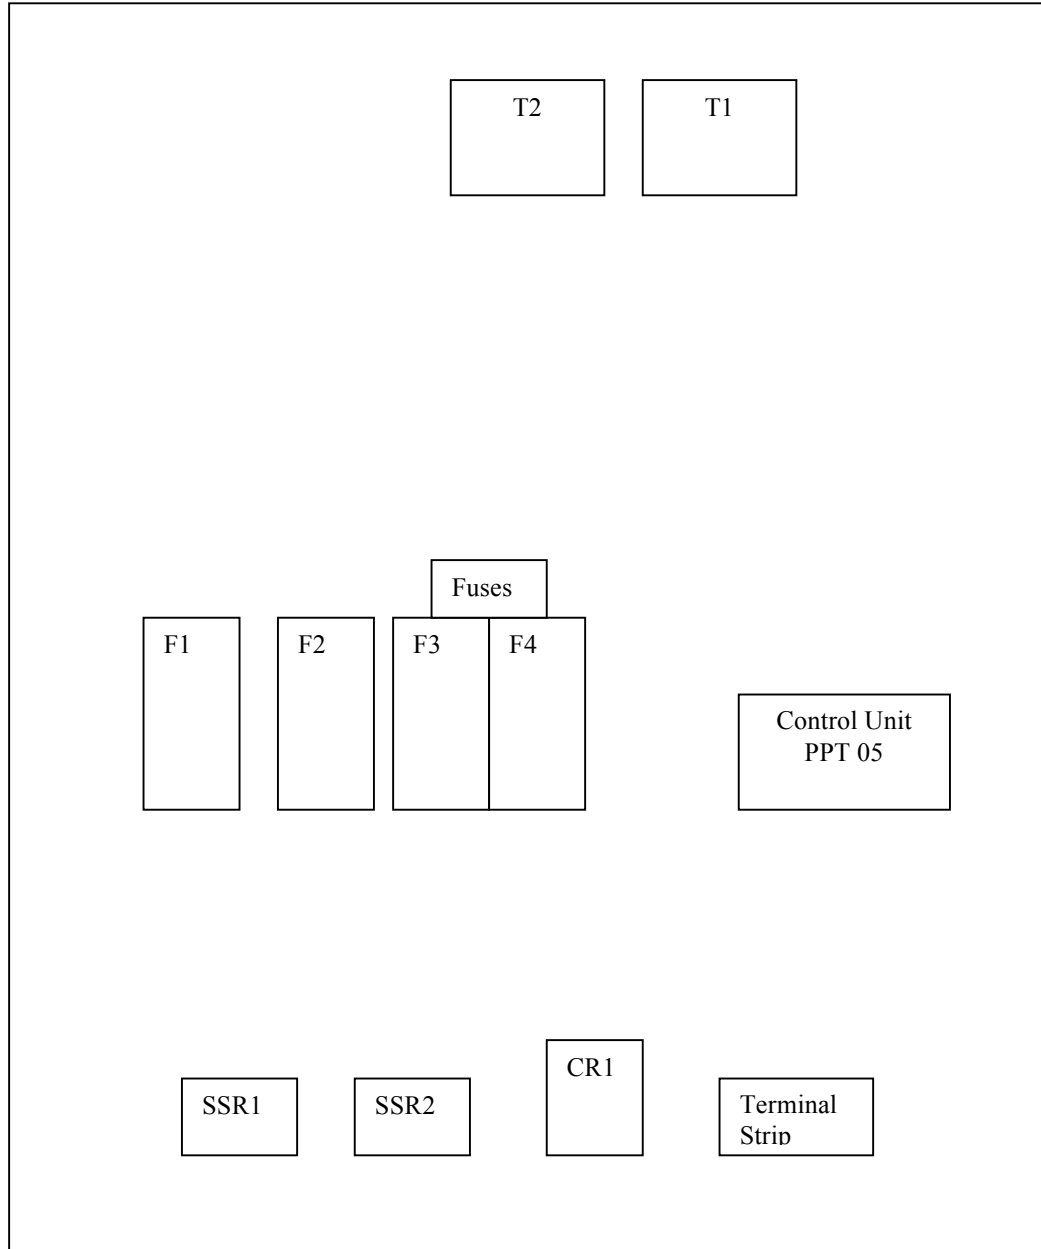 T2
T1
Fuses
F1
F2
F3
F4
Control Unit
PPT 05
CR1
SSR1
SSR2
Terminal
Strip